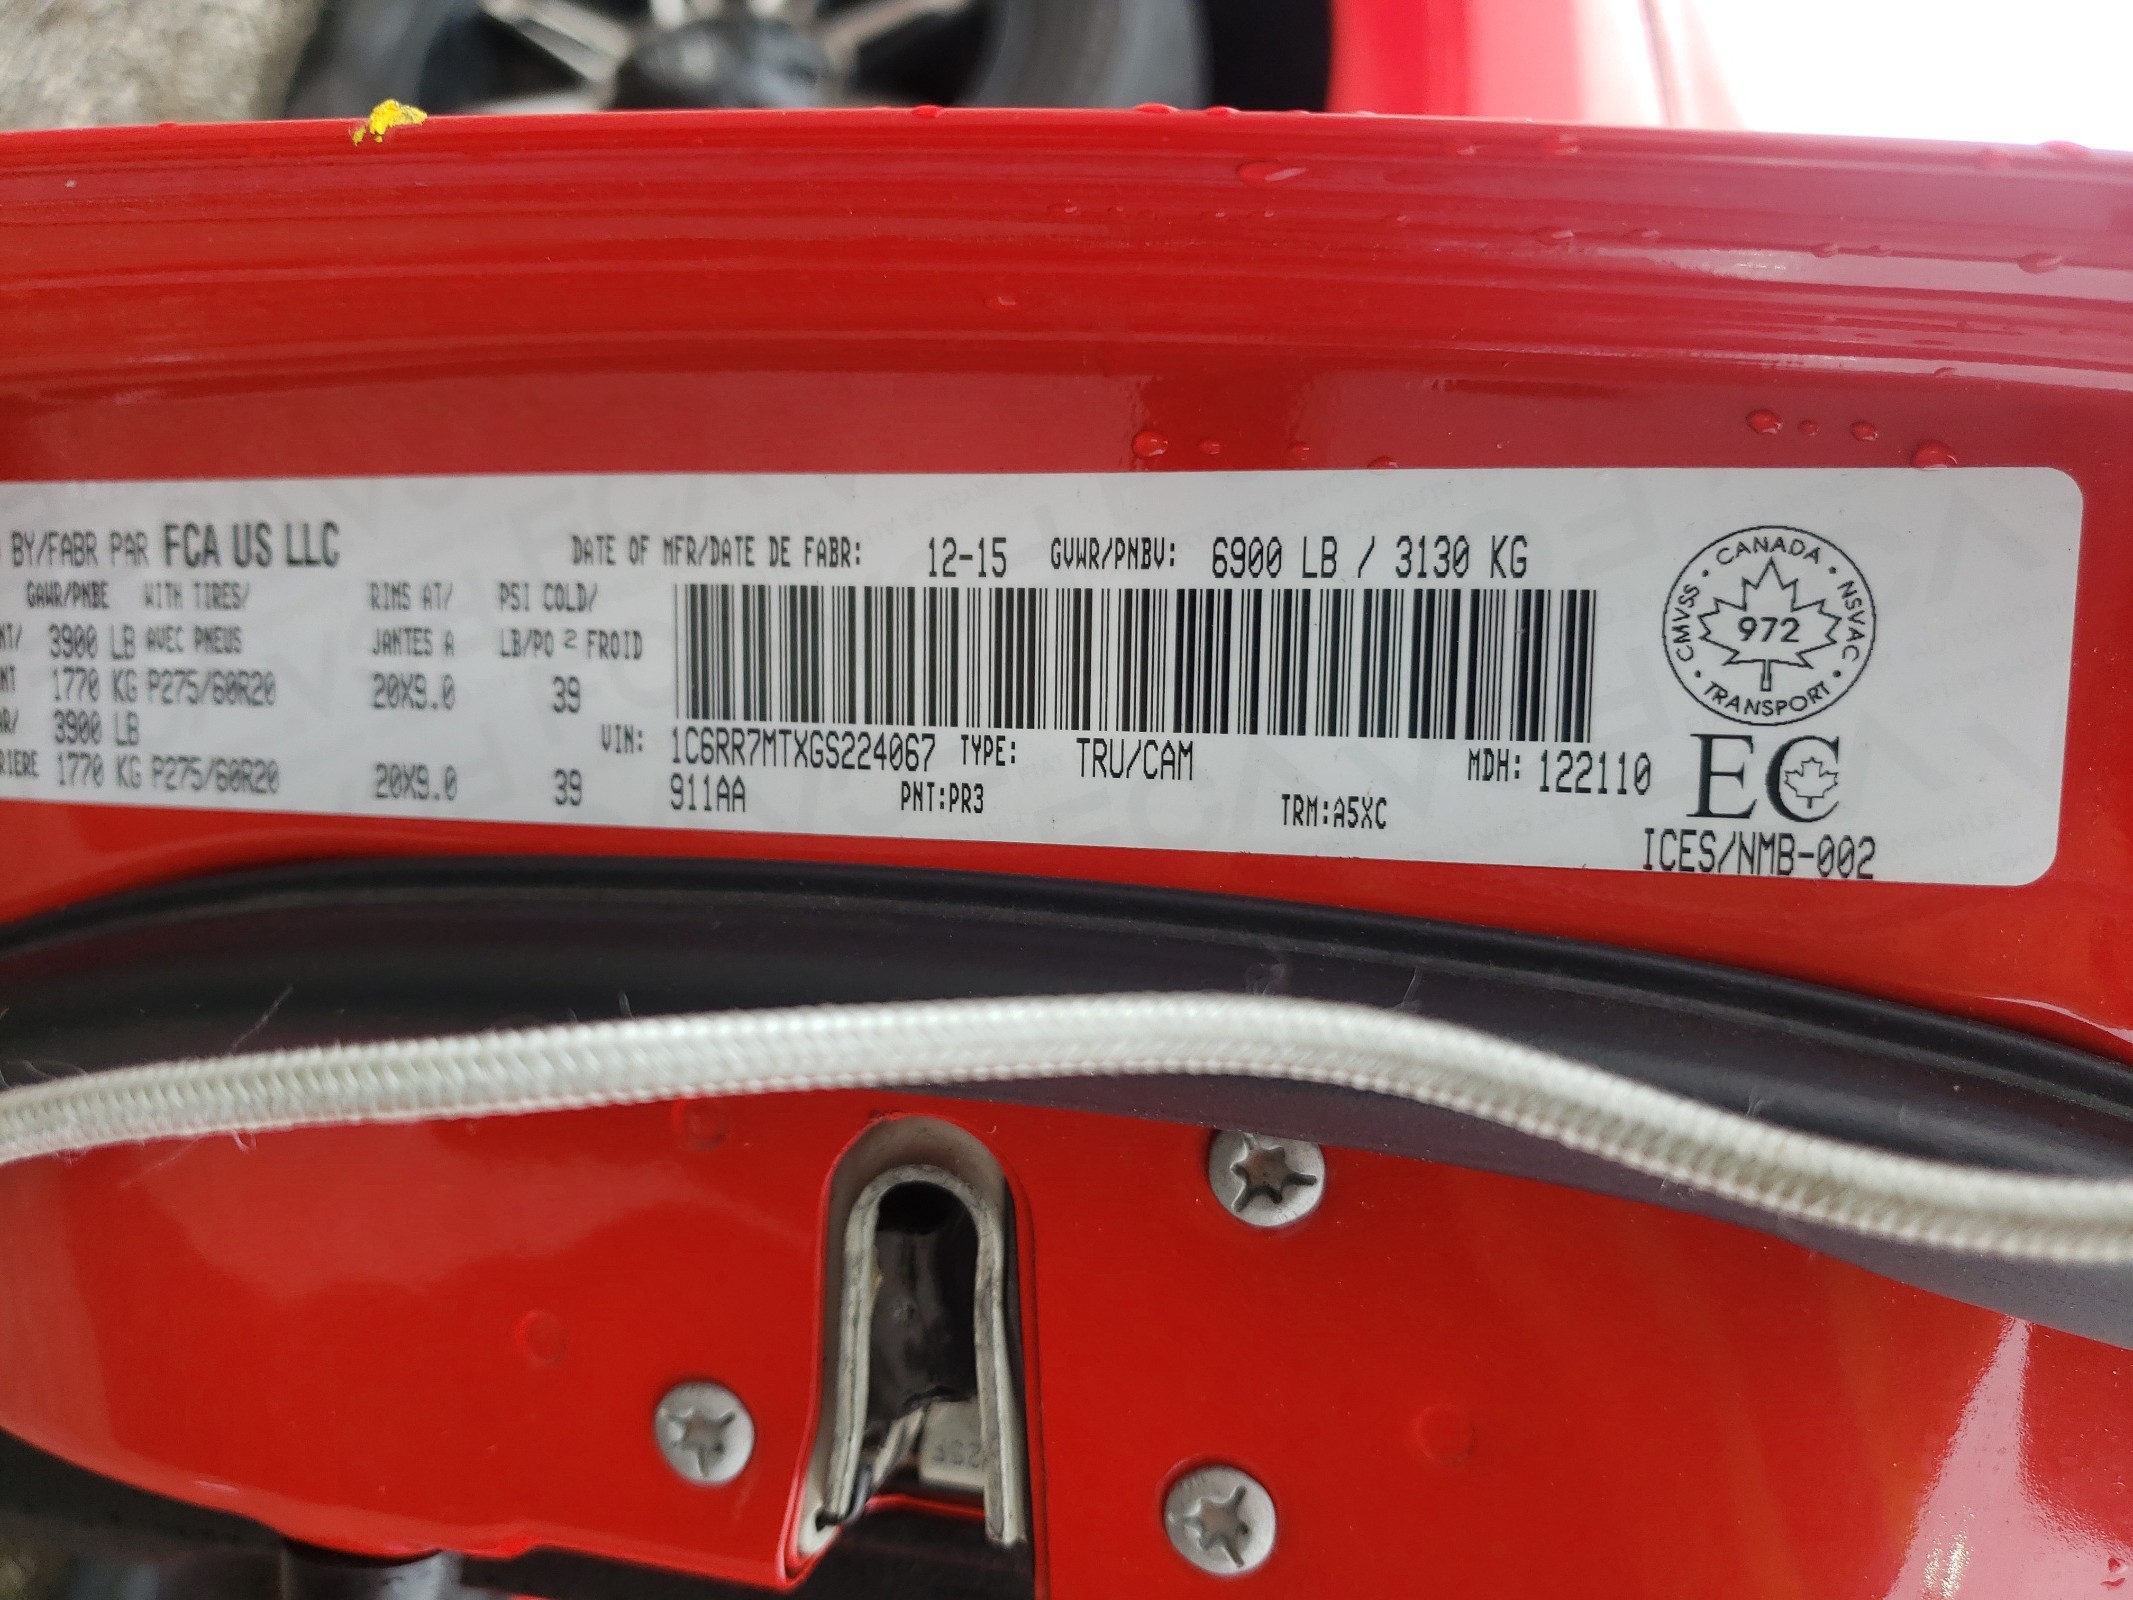 BY/FABR PAR FCA US LLC DATE OF MFR/DATE DE FABR: 12-15 GVWR/PNBV: 6900 LB / 3130 KG
GAWR/PNBE WITH TIRES/ RIMS AT/ PSI COLD/
3900 LB AVEC PNEUS JANTES A LB/PO 2 FROID
1770 KG P275/60R20 20X9.0 39
3900 LB
1770 KG P275/60R20 20X9.0 39
VIN: 1C6RR7MTXGS224067 TYPE: TRU/CAM MDH: 122110
911AA PNT:PR3 TRM:A5XC
CANADA
CMVSS • NSVAC
972
TRANSPORT
EC
ICES/NMB-002